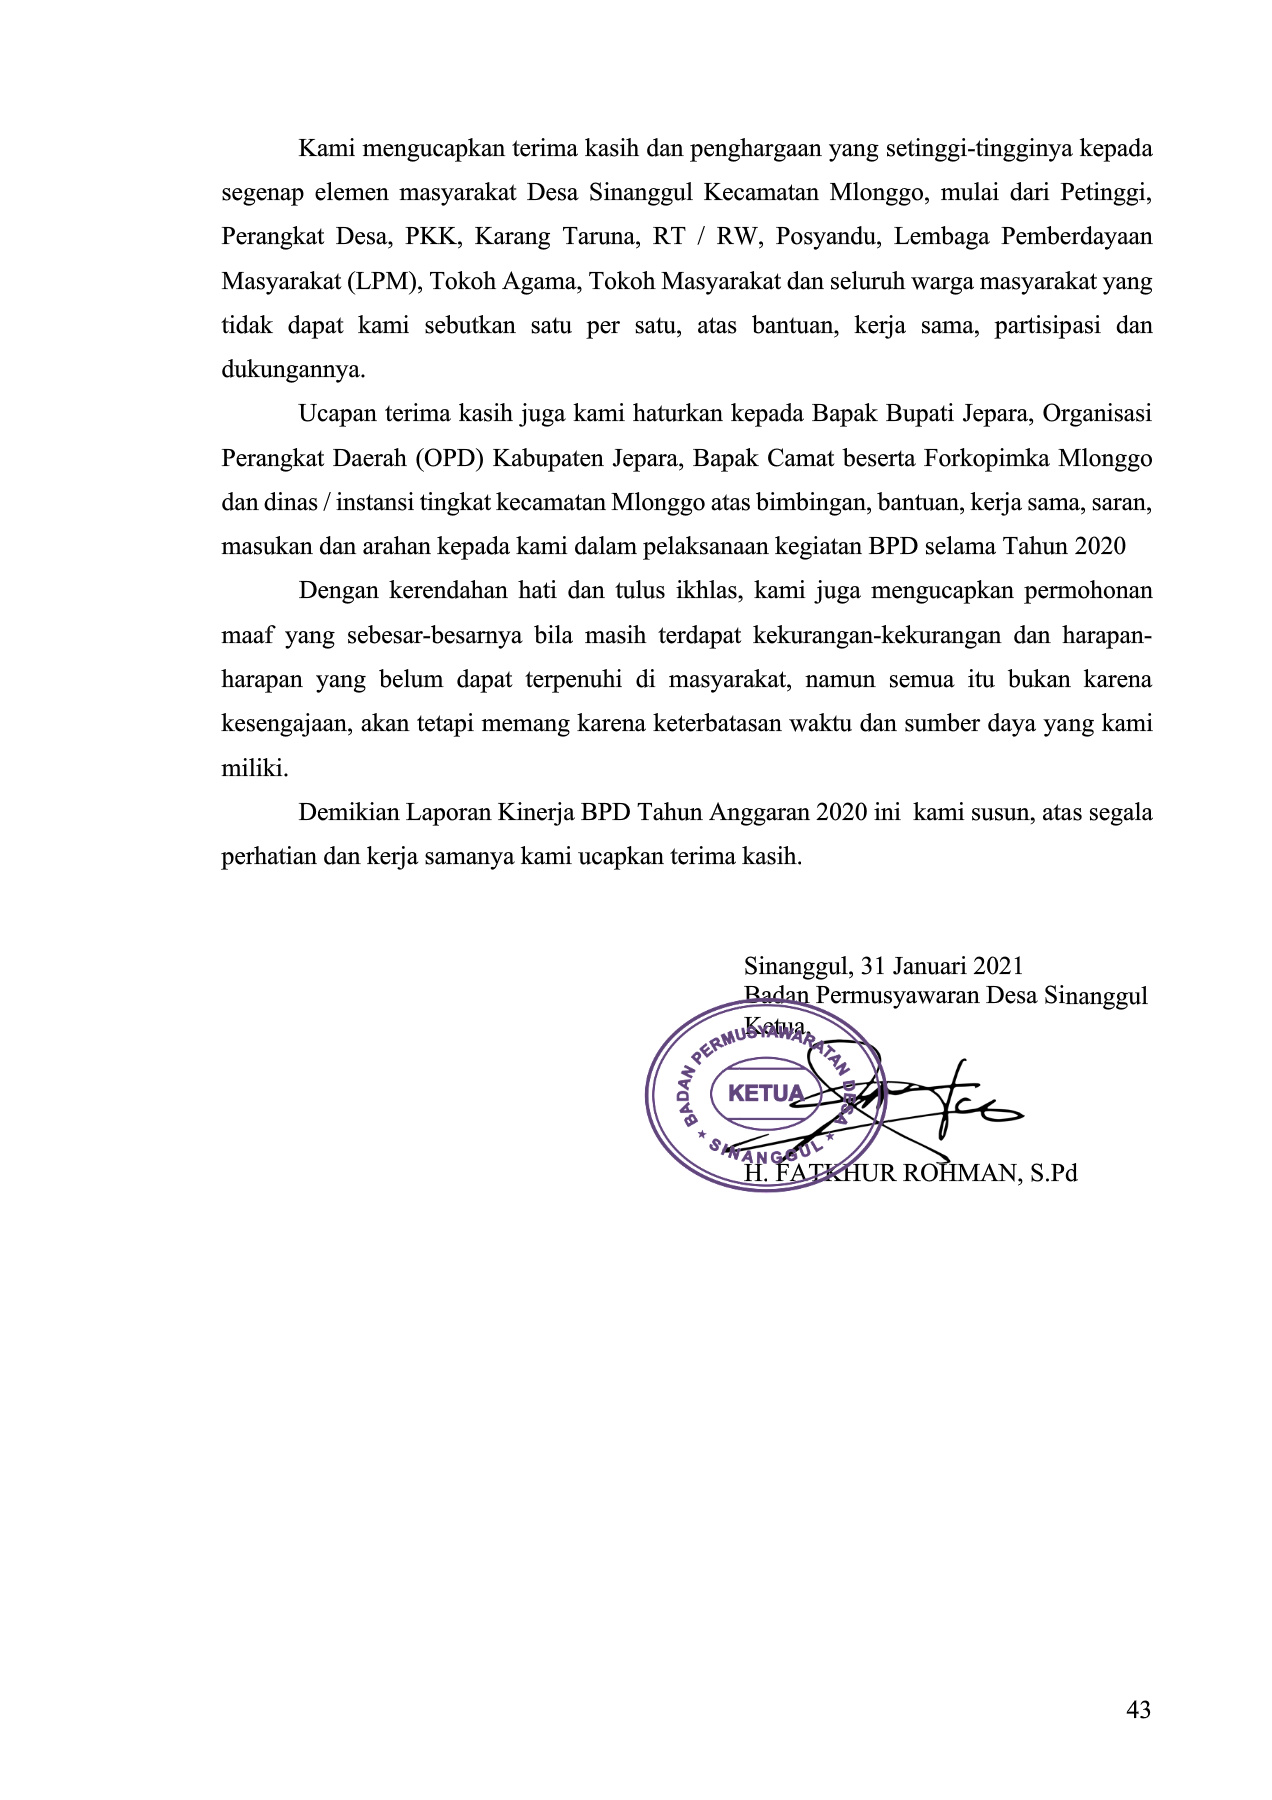 Kami mengucapkan terima kasih dan penghargaan yang setinggi-tingginya kepada
segenap elemen masyarakat Desa Sinanggul Kecamatan Mlonggo, mulai dari Petinggi,
Perangkat Desa, PKK, Karang Taruna, RT / RW, Posyandu, Lembaga Pemberdayaan
Masyarakat (LPM), Tokoh Agama, Tokoh Masyarakat dan seluruh warga masyarakat yang
tidak dapat kami sebutkan satu per satu, atas bantuan, kerja sama, partisipasi dan
dukungannya.
Ucapan terima kasih juga kami haturkan kepada Bapak Bupati Jepara, Organisasi
Perangkat Daerah (OPD) Kabupaten Jepara, Bapak Camat beserta Forkopimka Mlonggo
dan dinas / instansi tingkat kecamatan Mlonggo atas bimbingan, bantuan, kerja sama, saran,
masukan dan arahan kepada kami dalam pelaksanaan kegiatan BPD selama Tahun 2020
Dengan kerendahan hati dan tulus ikhlas, kami juga mengucapkan permohonan
maaf yang sebesar-besarnya bila masih terdapat kekurangan-kekurangan dan harapan-
harapan yang belum dapat terpenuhi di masyarakat, namun semua itu bukan karena
kesengajaan, akan tetapi memang karena keterbatasan waktu dan sumber daya yang kami
miliki.
Demikian Laporan Kinerja BPD Tahun Anggaran 2020 ini kami susun, atas segala
perhatian dan kerja samanya kami ucapkan terima kasih.
Sinanggul, 31 Januari 2021
Badan Permusyawaran Desa Sinanggul
Ketua,
BADAN PERMUSYAWARATAN DESA
KETUA
★ SINANGGUL ★
H. FATKHUR ROHMAN, S.Pd
43